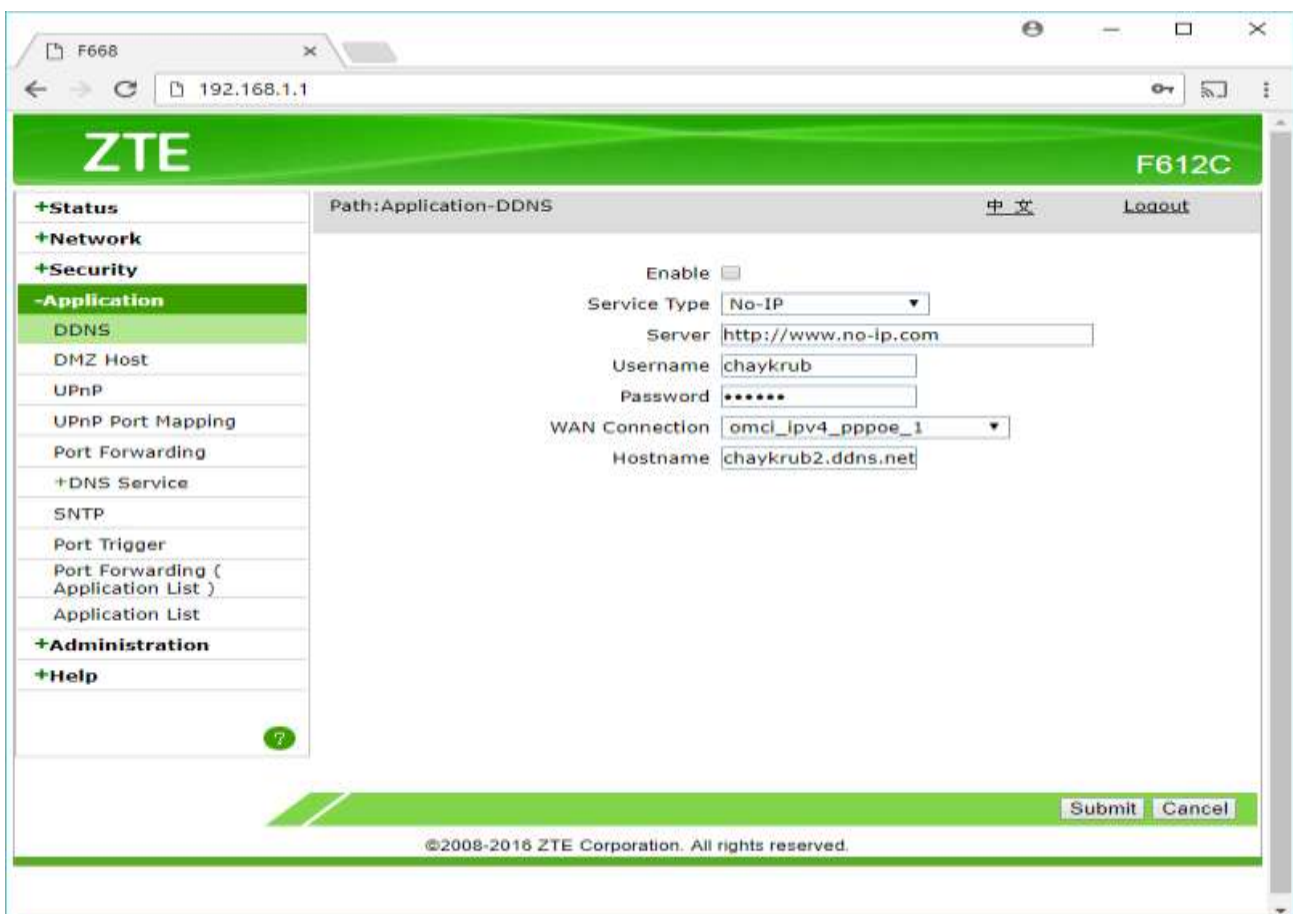 F668
192.168.1.1
ZTE
F612C
+Status
Path:Application-DDNS
中 文
Logout
+Network
+Security
-Application
DDNS
DMZ Host
UPnP
UPnP Port Mapping
Port Forwarding
+DNS Service
SNTP
Port Trigger
Port Forwarding (
Application List )
Application List
+Administration
+Help
?
Enable
Service Type No-IP
Server http://www.no-ip.com
Username chaykrub
Password ••••••
WAN Connection omci_ipv4_pppoe_1
Hostname chaykrub2.ddns.net
Submit Cancel
©2008-2016 ZTE Corporation. All rights reserved.